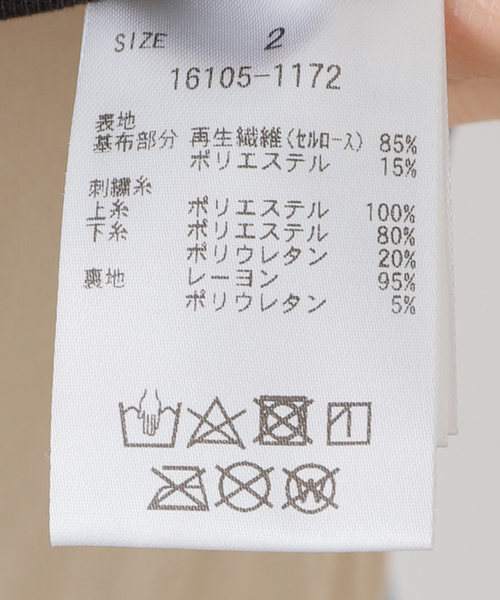 SIZE 2
16105-1172
表地
基布部分 再生繊維(セルロース) 85%
ポリエステル 15%
刺繍糸
上糸 ポリエステル 100%
下糸 ポリエステル 80%
ポリウレタン 20%
裏地 レーヨン 95%
ポリウレタン 5%
W